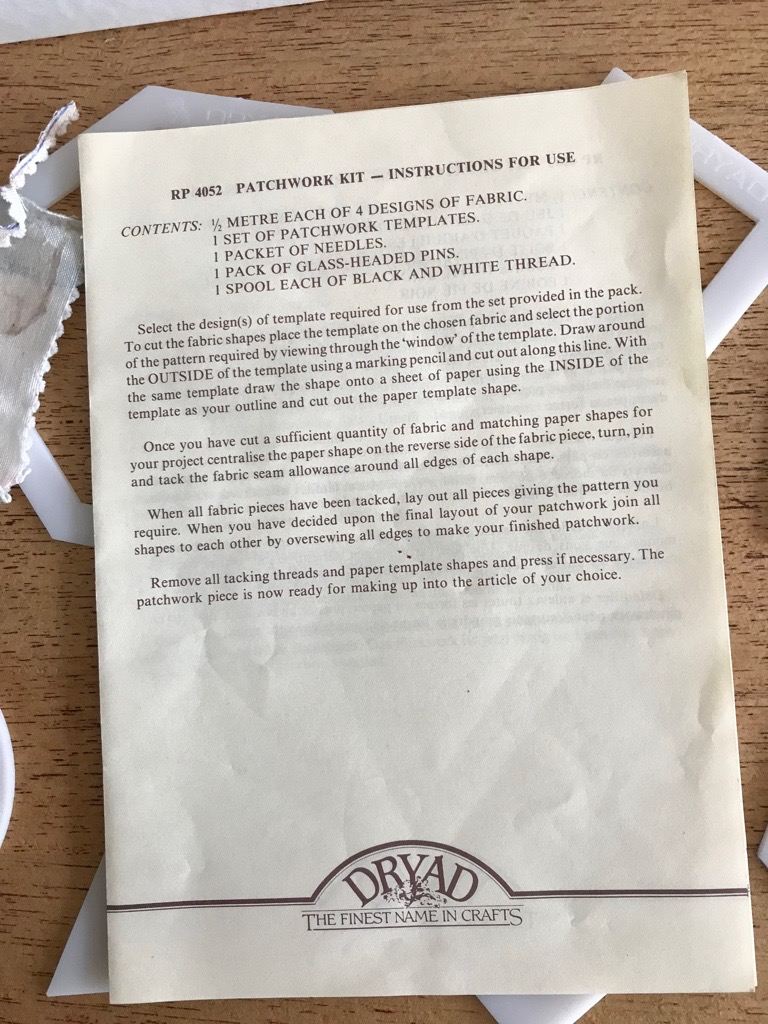 RP 4052 PATCHWORK KIT — INSTRUCTIONS FOR USE
CONTENTS: ½ METRE EACH OF 4 DESIGNS OF FABRIC.
1 SET OF PATCHWORK TEMPLATES.
1 PACKET OF NEEDLES.
1 PACK OF GLASS-HEADED PINS.
1 SPOOL EACH OF BLACK AND WHITE THREAD.
Select the design(s) of template required for use from the set provided in the pack.
To cut the fabric shapes place the template on the chosen fabric and select the portion
of the pattern required by viewing through the 'window' of the template. Draw around
the OUTSIDE of the template using a marking pencil and cut out along this line. With
the same template draw the shape onto a sheet of paper using the INSIDE of the
template as your outline and cut out the paper template shape.
Once you have cut a sufficient quantity of fabric and matching paper shapes for
your project centralise the paper shape on the reverse side of the fabric piece, turn, pin
and tack the fabric seam allowance around all edges of each shape.
When all fabric pieces have been tacked, lay out all pieces giving the pattern you
require. When you have decided upon the final layout of your patchwork join all
shapes to each other by oversewing all edges to make your finished patchwork.
Remove all tacking threads and paper template shapes and press if necessary. The
patchwork piece is now ready for making up into the article of your choice.
DRYAD
THE FINEST NAME IN CRAFTS